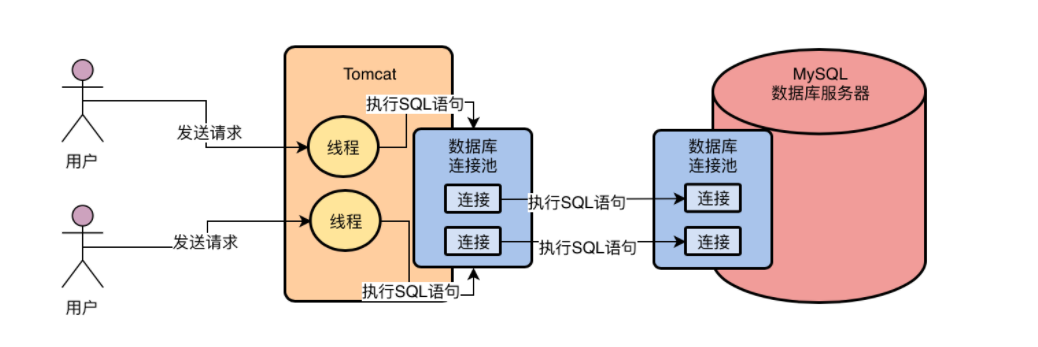 Tomcat
MySQL
数据库服务器
执行SQL语句
发送请求
线程
数据库
连接池
数据库
连接池
用户
连接
执行SQL语句
连接
线程
发送请求
连接
执行SQL语句
连接
执行SQL语句
用户